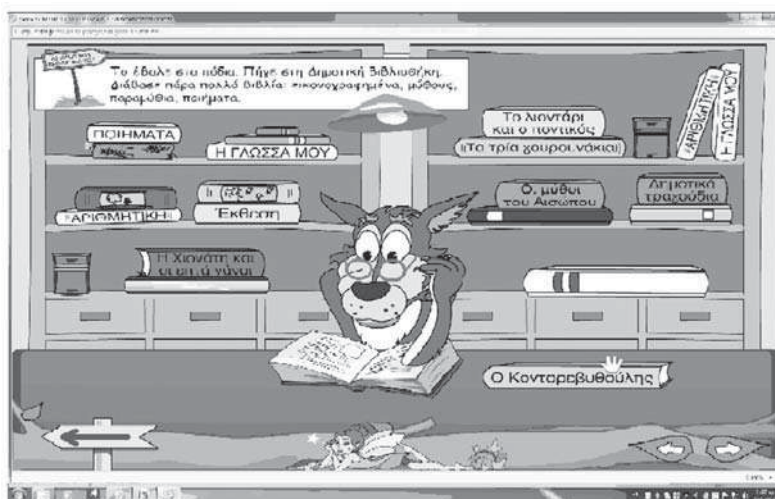 Το έβαλε στα πόδια. Πήγε στη Δημοτική Βιβλιοθήκη.
Διάβασε πάρα πολλά βιβλία: εικονογραφημένα, μύθους,
παραμύθια, ποιήματα.
ΠΟΙΗΜΑΤΑ
Η ΓΛΩΣΣΑ ΜΟΥ
Το λιοντάρι
και ο ποντικός
Τα τρία γουρουνάκια
ΑΡΙΘΜΗΤΙΚΗ
Η ΓΛΩΣΣΑ ΜΟΥ
ΑΡΙΘΜΗΤΙΚΗ
Έκθεση
Οι μύθοι
του Αισώπου
Δημοτικά
τραγούδια
Η Χιονάτη και
οι επτά νάνοι
Ο Κοντορεβυθούλης